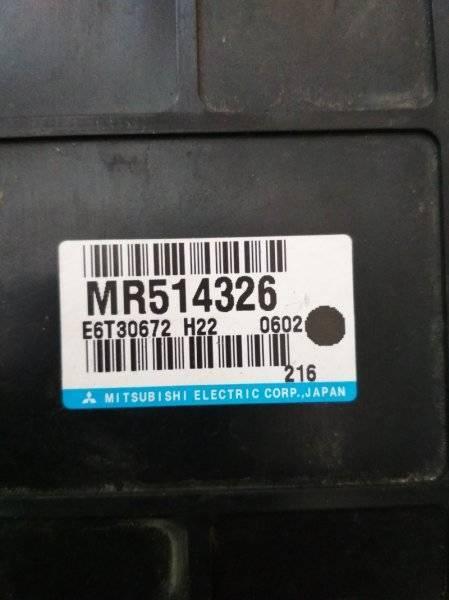 MR514326
E6T30672 H22 0602
216
MITSUBISHI ELECTRIC CORP.,JAPAN